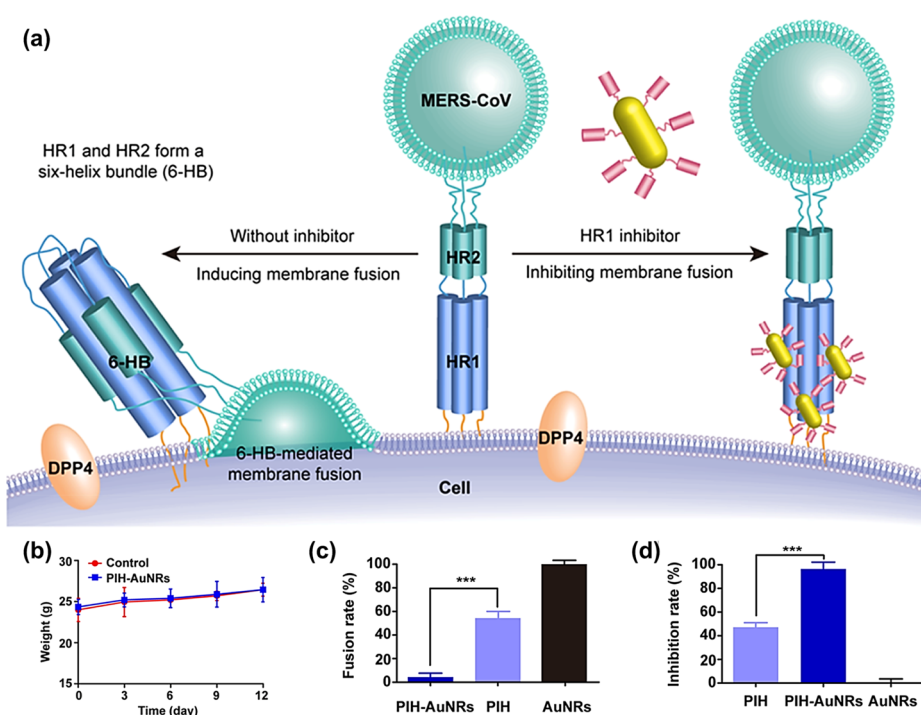 (a)
MERS-CoV
HR1 and HR2 form a
six-helix bundle (6-HB)
Without inhibitor
Inducing membrane fusion
HR2
HR1 inhibitor
Inhibiting membrane fusion
6-HB
HR1
DPP4
6-HB-mediated
membrane fusion
DPP4
Cell
(b)
Control
PIH-AuNRs
Weight (g)
30
25
20
15
0 3 6 9 12
Time (day)
(c)
Fusion rate (%)
100
80
60
40
20
0
***
PIH-AuNRs PIH AuNRs
(d)
Inhibition rate (%)
100
80
60
40
20
0
***
PIH PIH-AuNRs AuNRs